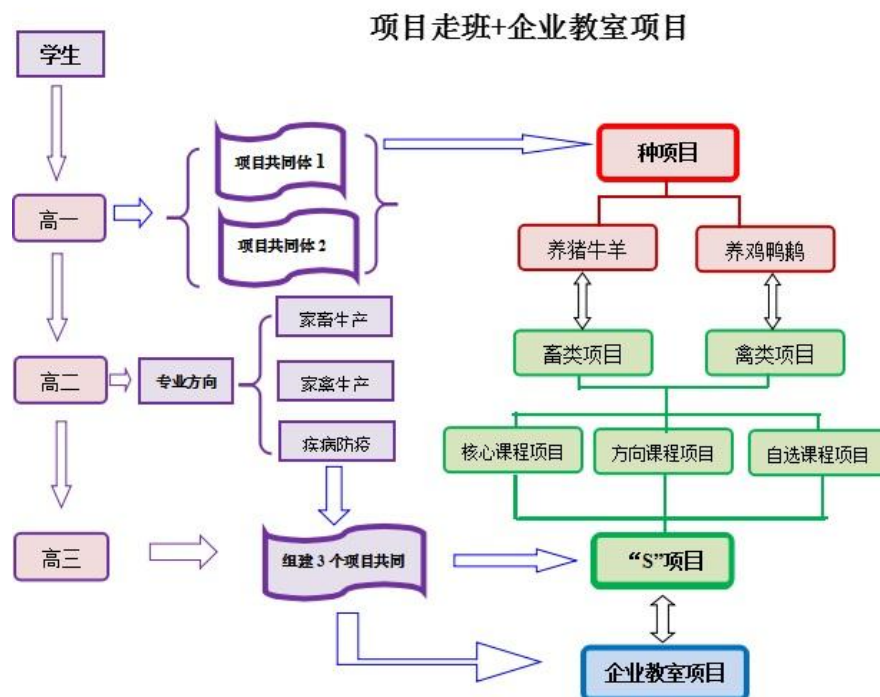 项目走班+企业教室项目
学生
项目共同体 1
种项目
高一
项目共同体 2
养猪牛羊
养鸡鸭鹅
家畜生产
畜类项目
禽类项目
高二
专业方向
家禽生产
疾病防疫
核心课程项目
方向课程项目
自选课程项目
高三
组建 3 个项目共同
“S”项目
企业教室项目